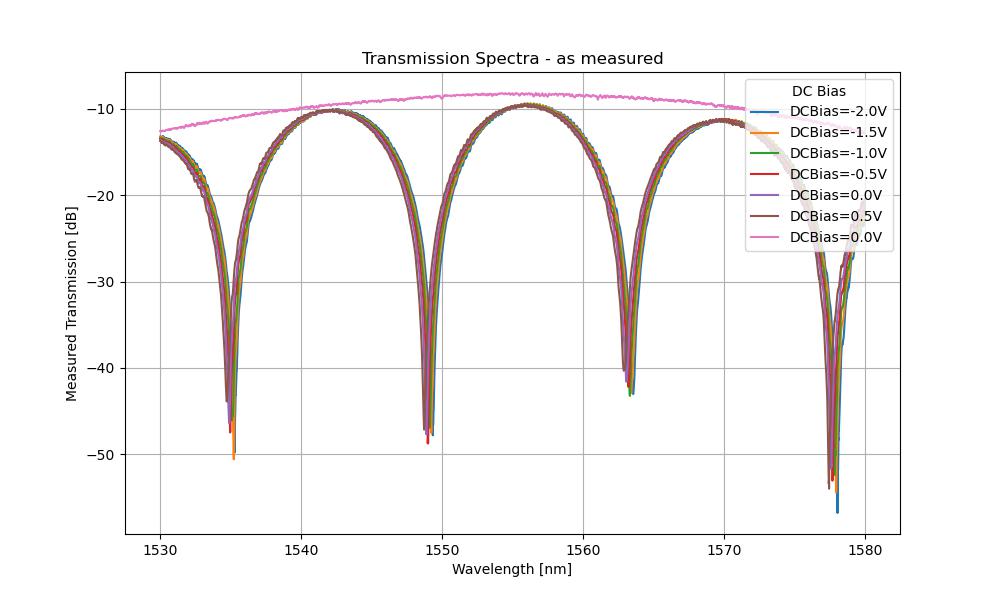 Transmission Spectra - as measured
DC Bias
DCBias=-2.0V
DCBias=-1.5V
DCBias=-1.0V
DCBias=-0.5V
DCBias=0.0V
DCBias=0.5V
DCBias=0.0V
Measured Transmission [dB]
−10
−20
−30
−40
−50
1530 1540 1550 1560 1570 1580
Wavelength [nm]